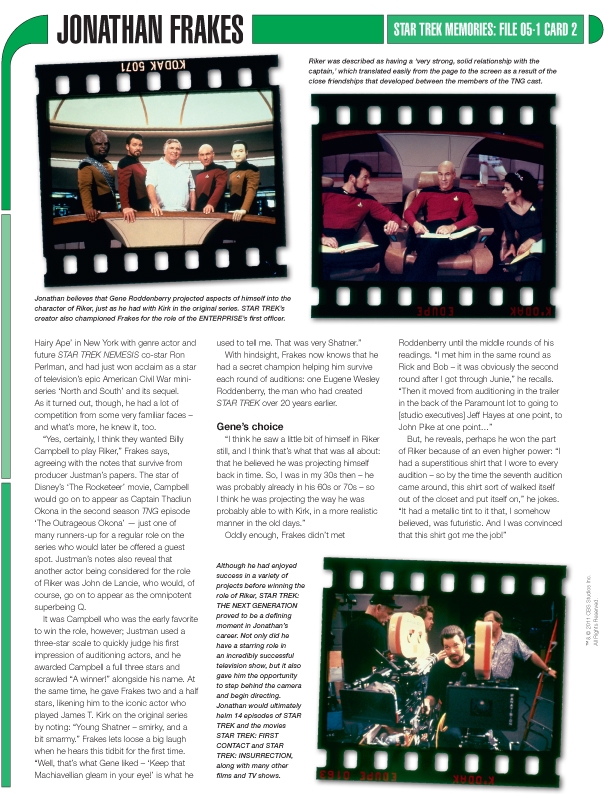 JONATHAN FRAKES
STAR TREK MEMORIES: FILE 05-1 CARD 2
KODAK 5071
Riker was described as having a ‘very strong, solid relationship with the
captain,’ which translated easily from the page to the screen as a result of the
close friendships that developed between the members of the TNG cast.
Jonathan believes that Gene Roddenberry projected aspects of himself into the
character of Riker, just as he had with Kirk in the original series. STAR TREK’S
creator also championed Frakes for the role of the ENTERPRISE’s first officer.
Hairy Ape’ in New York with genre actor and
future STAR TREK NEMESIS co-star Ron
Perlman, and had just won acclaim as a star
of television’s epic American Civil War mini-
series ‘North and South’ and its sequel.
As it turned out, though, he had a lot of
competition from some very familiar faces –
and what’s more, he knew it, too.
“Yes, certainly, I think they wanted Billy
Campbell to play Riker,” Frakes says,
agreeing with the notes that survive from
producer Justman’s papers. The star of
Disney’s ‘The Rocketeer’ movie, Campbell
would go on to appear as Captain Thadiun
Okona in the second season TNG episode
‘The Outrageous Okona’ — just one of
many runners-up for a regular role on the
series who would later be offered a guest
spot. Justman’s notes also reveal that
another actor being considered for the role
of Riker was John de Lancie, who would, of
course, go on to appear as the omnipotent
superbeing Q.
It was Campbell who was the early favorite
to win the role, however; Justman used a
three-star scale to quickly judge his first
impression of auditioning actors, and he
awarded Campbell a full three stars and
scrawled “A winner!” alongside his name. At
the same time, he gave Frakes two and a half
stars, likening him to the iconic actor who
played James T. Kirk on the original series
by noting: “Young Shatner – smirky, and a
bit smarmy.” Frakes lets loose a big laugh
when he hears this tidbit for the first time.
“Well, that’s what Gene liked – ‘Keep that
Machiavellian gleam in your eye!’ is what he
used to tell me. That was very Shatner.”
With hindsight, Frakes now knows that he
had a secret champion helping him survive
each round of auditions: one Eugene Wesley
Roddenberry, the man who had created
STAR TREK over 20 years earlier.
Gene’s choice
“I think he saw a little bit of himself in Riker
still, and I think that’s what that was all about:
that he believed he was projecting himself
back in time. So, I was in my 30s then – he
was probably already in his 60s or 70s – so
I think he was projecting the way he was
probably able to with Kirk, in a more realistic
manner in the old days.”
Oddly enough, Frakes didn’t met
Roddenberry until the middle rounds of his
readings. “I met him in the same round as
Rick and Bob – it was obviously the second
round after I got through Junie,” he recalls.
“Then it moved from auditioning in the trailer
in the back of the Paramount lot to going to
[studio executives] Jeff Hayes at one point, to
John Pike at one point…”
But, he reveals, perhaps he won the part
of Riker because of an even higher power: “I
had a superstitious shirt that I wore to every
audition – so by the time the seventh audition
came around, this shirt sort of walked itself
out of the closet and put itself on,” he jokes.
“It had a metallic tint to it that, I somehow
believed, was futuristic. And I was convinced
that this shirt got me the job!”
Although he had enjoyed
success in a variety of
projects before winning the
role of Riker, STAR TREK:
THE NEXT GENERATION
proved to be a defining
moment in Jonathan’s
career. Not only did he
have a starring role in
an incredibly successful
television show, but it also
gave him the opportunity
to step behind the camera
and begin directing.
Jonathan would ultimately
helm 14 episodes of STAR
TREK and the movies
STAR TREK: FIRST
CONTACT and STAR
TREK: INSURRECTION,
along with many other
films and TV shows.
™ & © 2011 CBS Studios Inc.
All Rights Reserved.